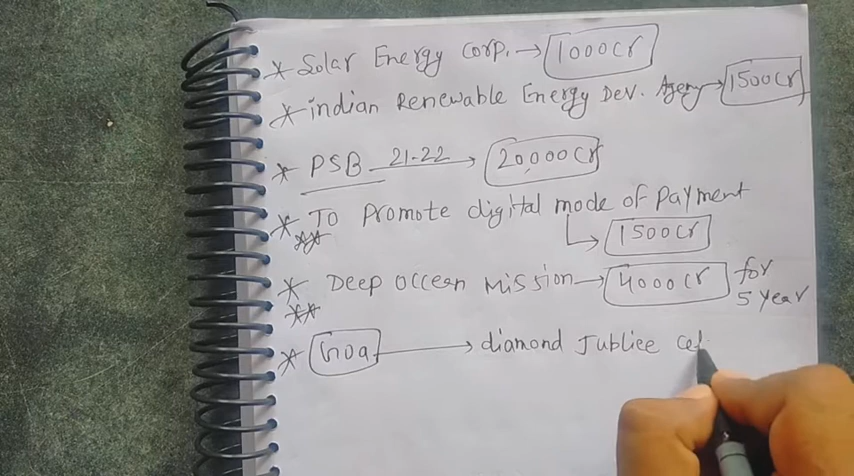 * Solar Energy Corp. → 1000cr
* indian Renewable Energy Dev. Agency → 1500cr
* PSB 21-22 → 20,000cr
* To Promote digital mode of Payment
** → 1500cr
* Deep Occean Mission → 4000cr for
** 5 year
* Goa → diamond Jubliee cel